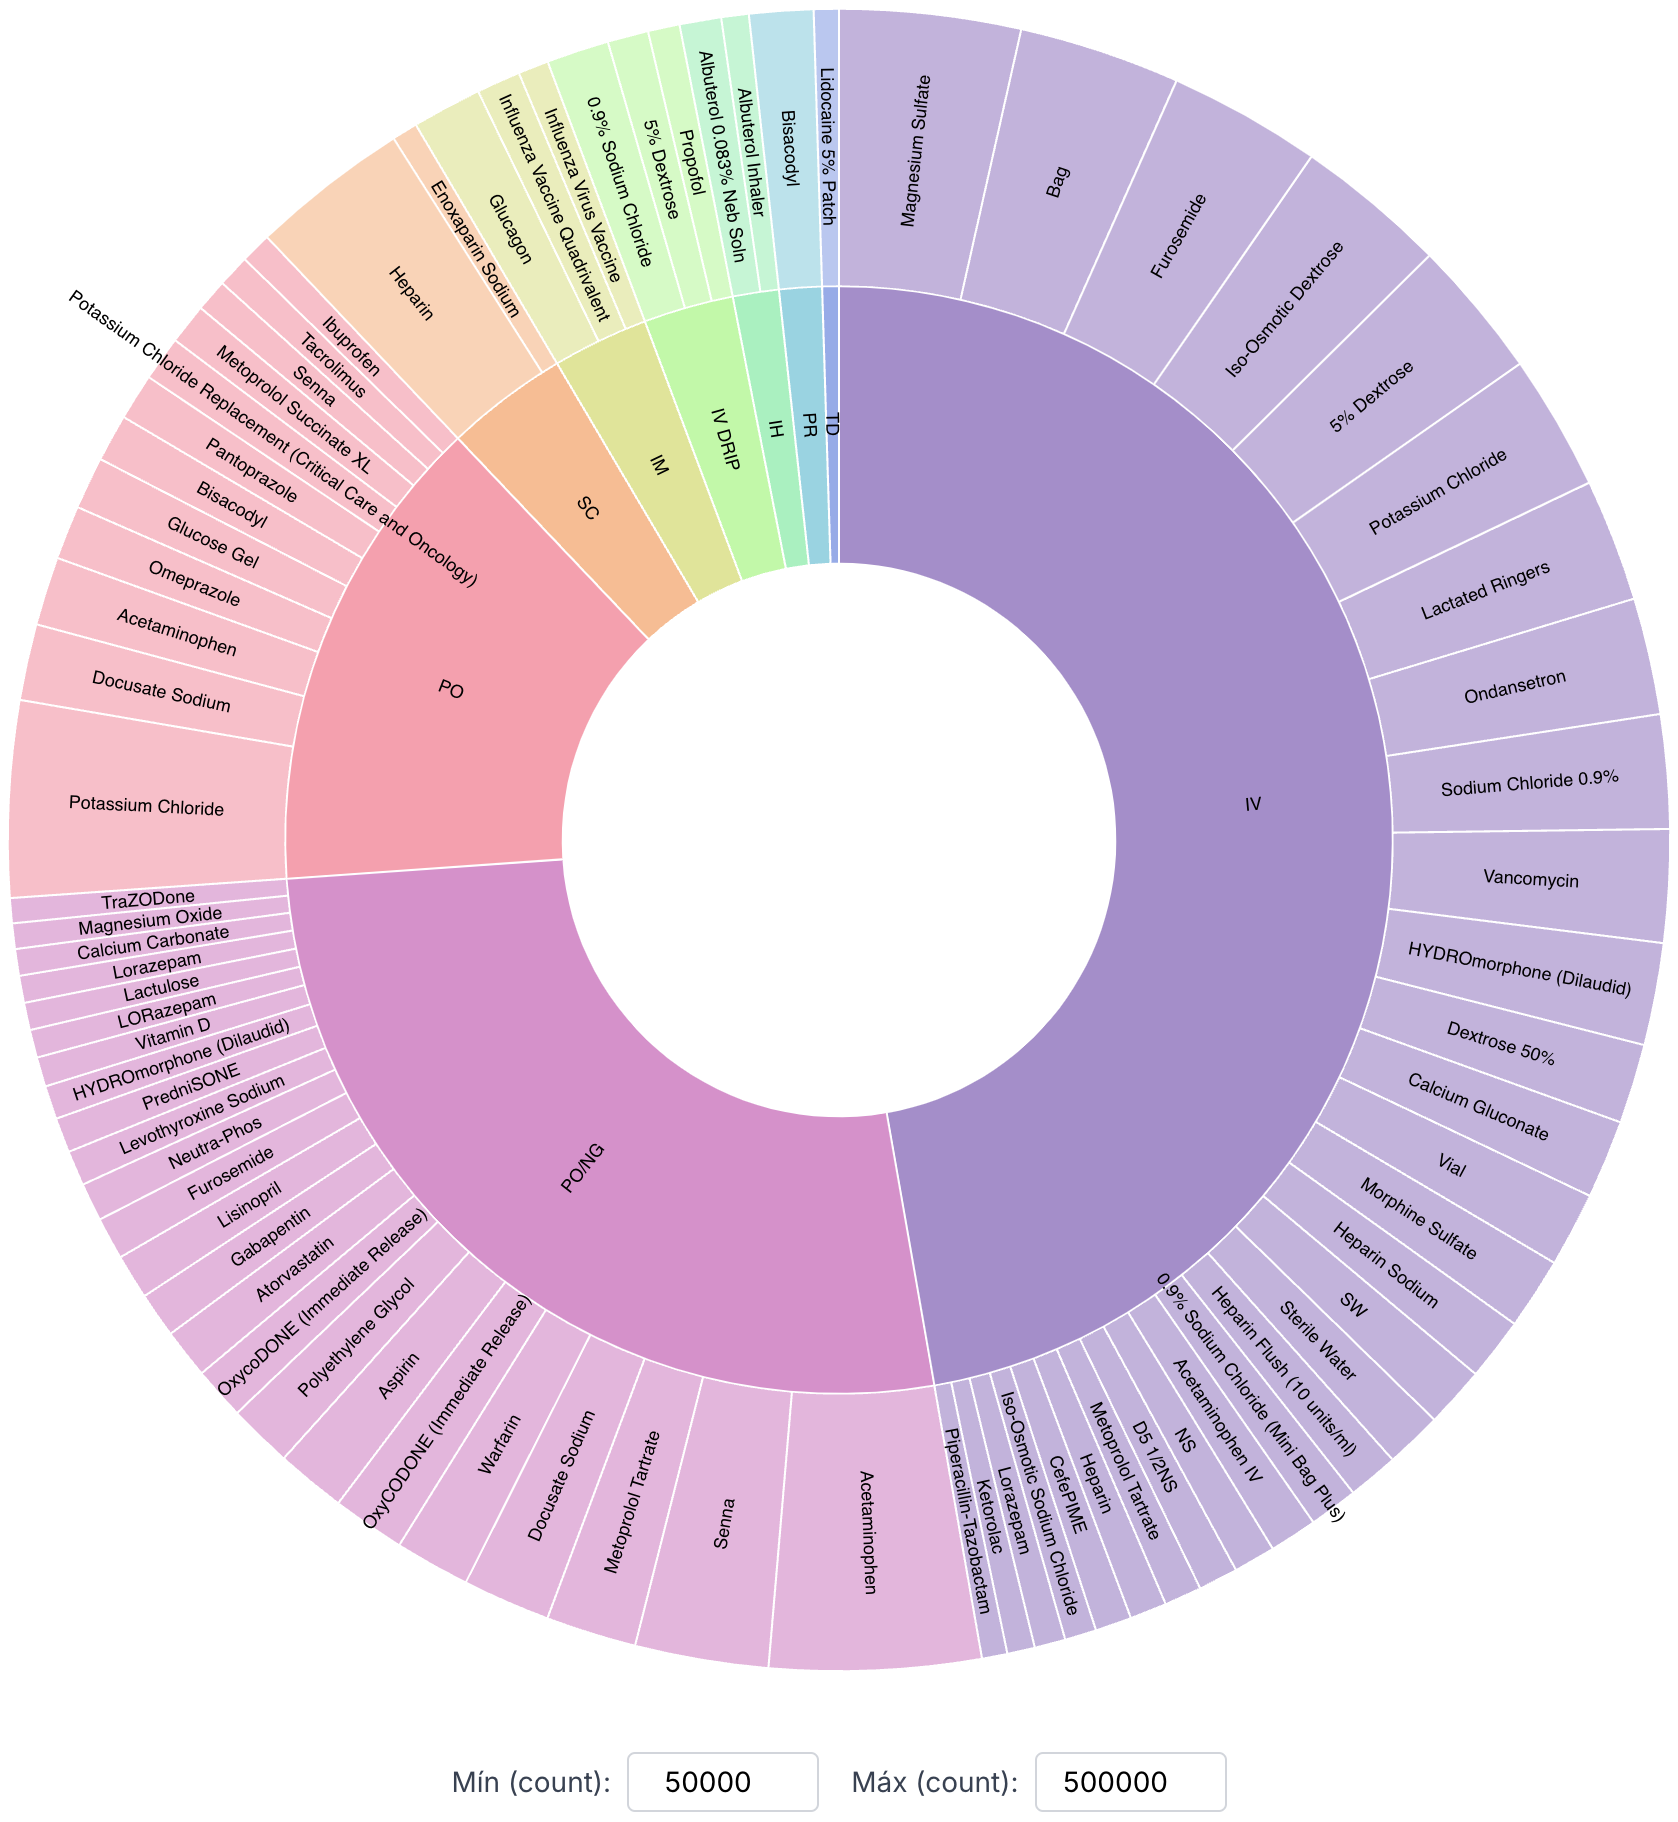 Magnesium Sulfate
Bag
Furosemide
Iso-Osmotic Dextrose
5% Dextrose
Potassium Chloride
Lactated Ringers
Ondansetron
Sodium Chloride 0.9%
Vancomycin
HYDROmorphone (Dilaudid)
Dextrose 50%
Calcium Gluconate
Vial
Morphine Sulfate
Heparin Sodium
SW
Sterile Water
Heparin Flush (10 units/ml)
0.9% Sodium Chloride (Mini Bag Plus)
Acetaminophen IV
NS
D5 1/2NS
Metoprolol Tartrate
Heparin
CefePIME
Iso-Osmotic Sodium Chloride
Lorazepam
Ketorolac
Piperacillin-Tazobactam
Acetaminophen
Senna
Metoprolol Tartrate
Docusate Sodium
Warfarin
OxyCODONE (Immediate Release)
Aspirin
Polyethylene Glycol
OxycoDONE (Immediate Release)
Atorvastatin
Gabapentin
Lisinopril
Furosemide
Neutra-Phos
Levothyroxine Sodium
PredniSONE
HYDROmorphone (Dilaudid)
Vitamin D
LORazepam
Lactulose
Lorazepam
Calcium Carbonate
Magnesium Oxide
TraZODone
Potassium Chloride
Docusate Sodium
Acetaminophen
Omeprazole
Glucose Gel
Bisacodyl
Pantoprazole
Potassium Chloride Replacement (Critical Care and Oncology)
Metoprolol Succinate XL
Senna
Tacrolimus
Ibuprofen
Heparin
Enoxaparin Sodium
Glucagon
Influenza Vaccine Quadrivalent
Influenza Virus Vaccine
0.9% Sodium Chloride
5% Dextrose
Propofol
Albuterol 0.083% Neb Soln
Albuterol Inhaler
Bisacodyl
Lidocaine 5% Patch
IV
PO/NG
PO
SC
IM
IV DRIP
IH
PR
TD
Mín (count): 50000 Máx (count): 500000